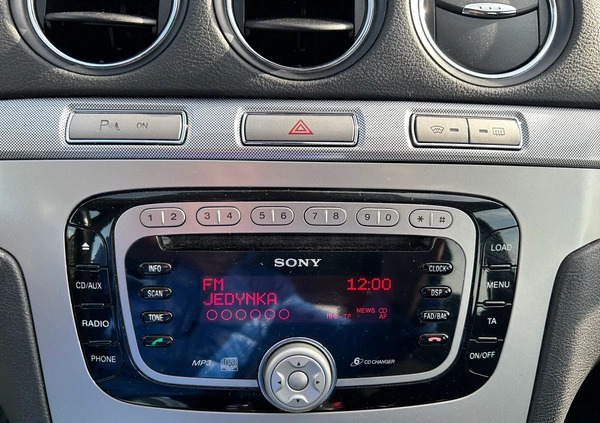 P ON
1 2 3 4 5 6 7 8 9 0 * #
SONY
LOAD
INFO
CLOCK
CD/AUX
SCAN
FM 12:00
DSP
MENU
JEDYNKA
RADIO
TONE
NEWS CD
AF
FAD/BAL
TA
PHONE
MP3
6 CD CHANGER
ON/OFF